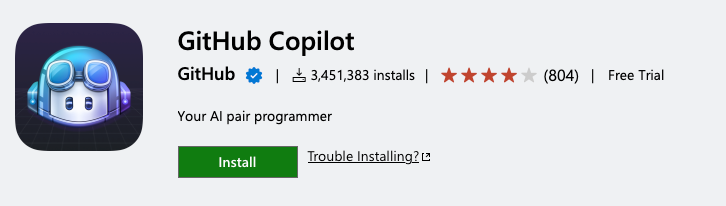 GitHub Copilot
GitHub | 3,451,383 installs | (804) | Free Trial
Your AI pair programmer
Install Trouble Installing?